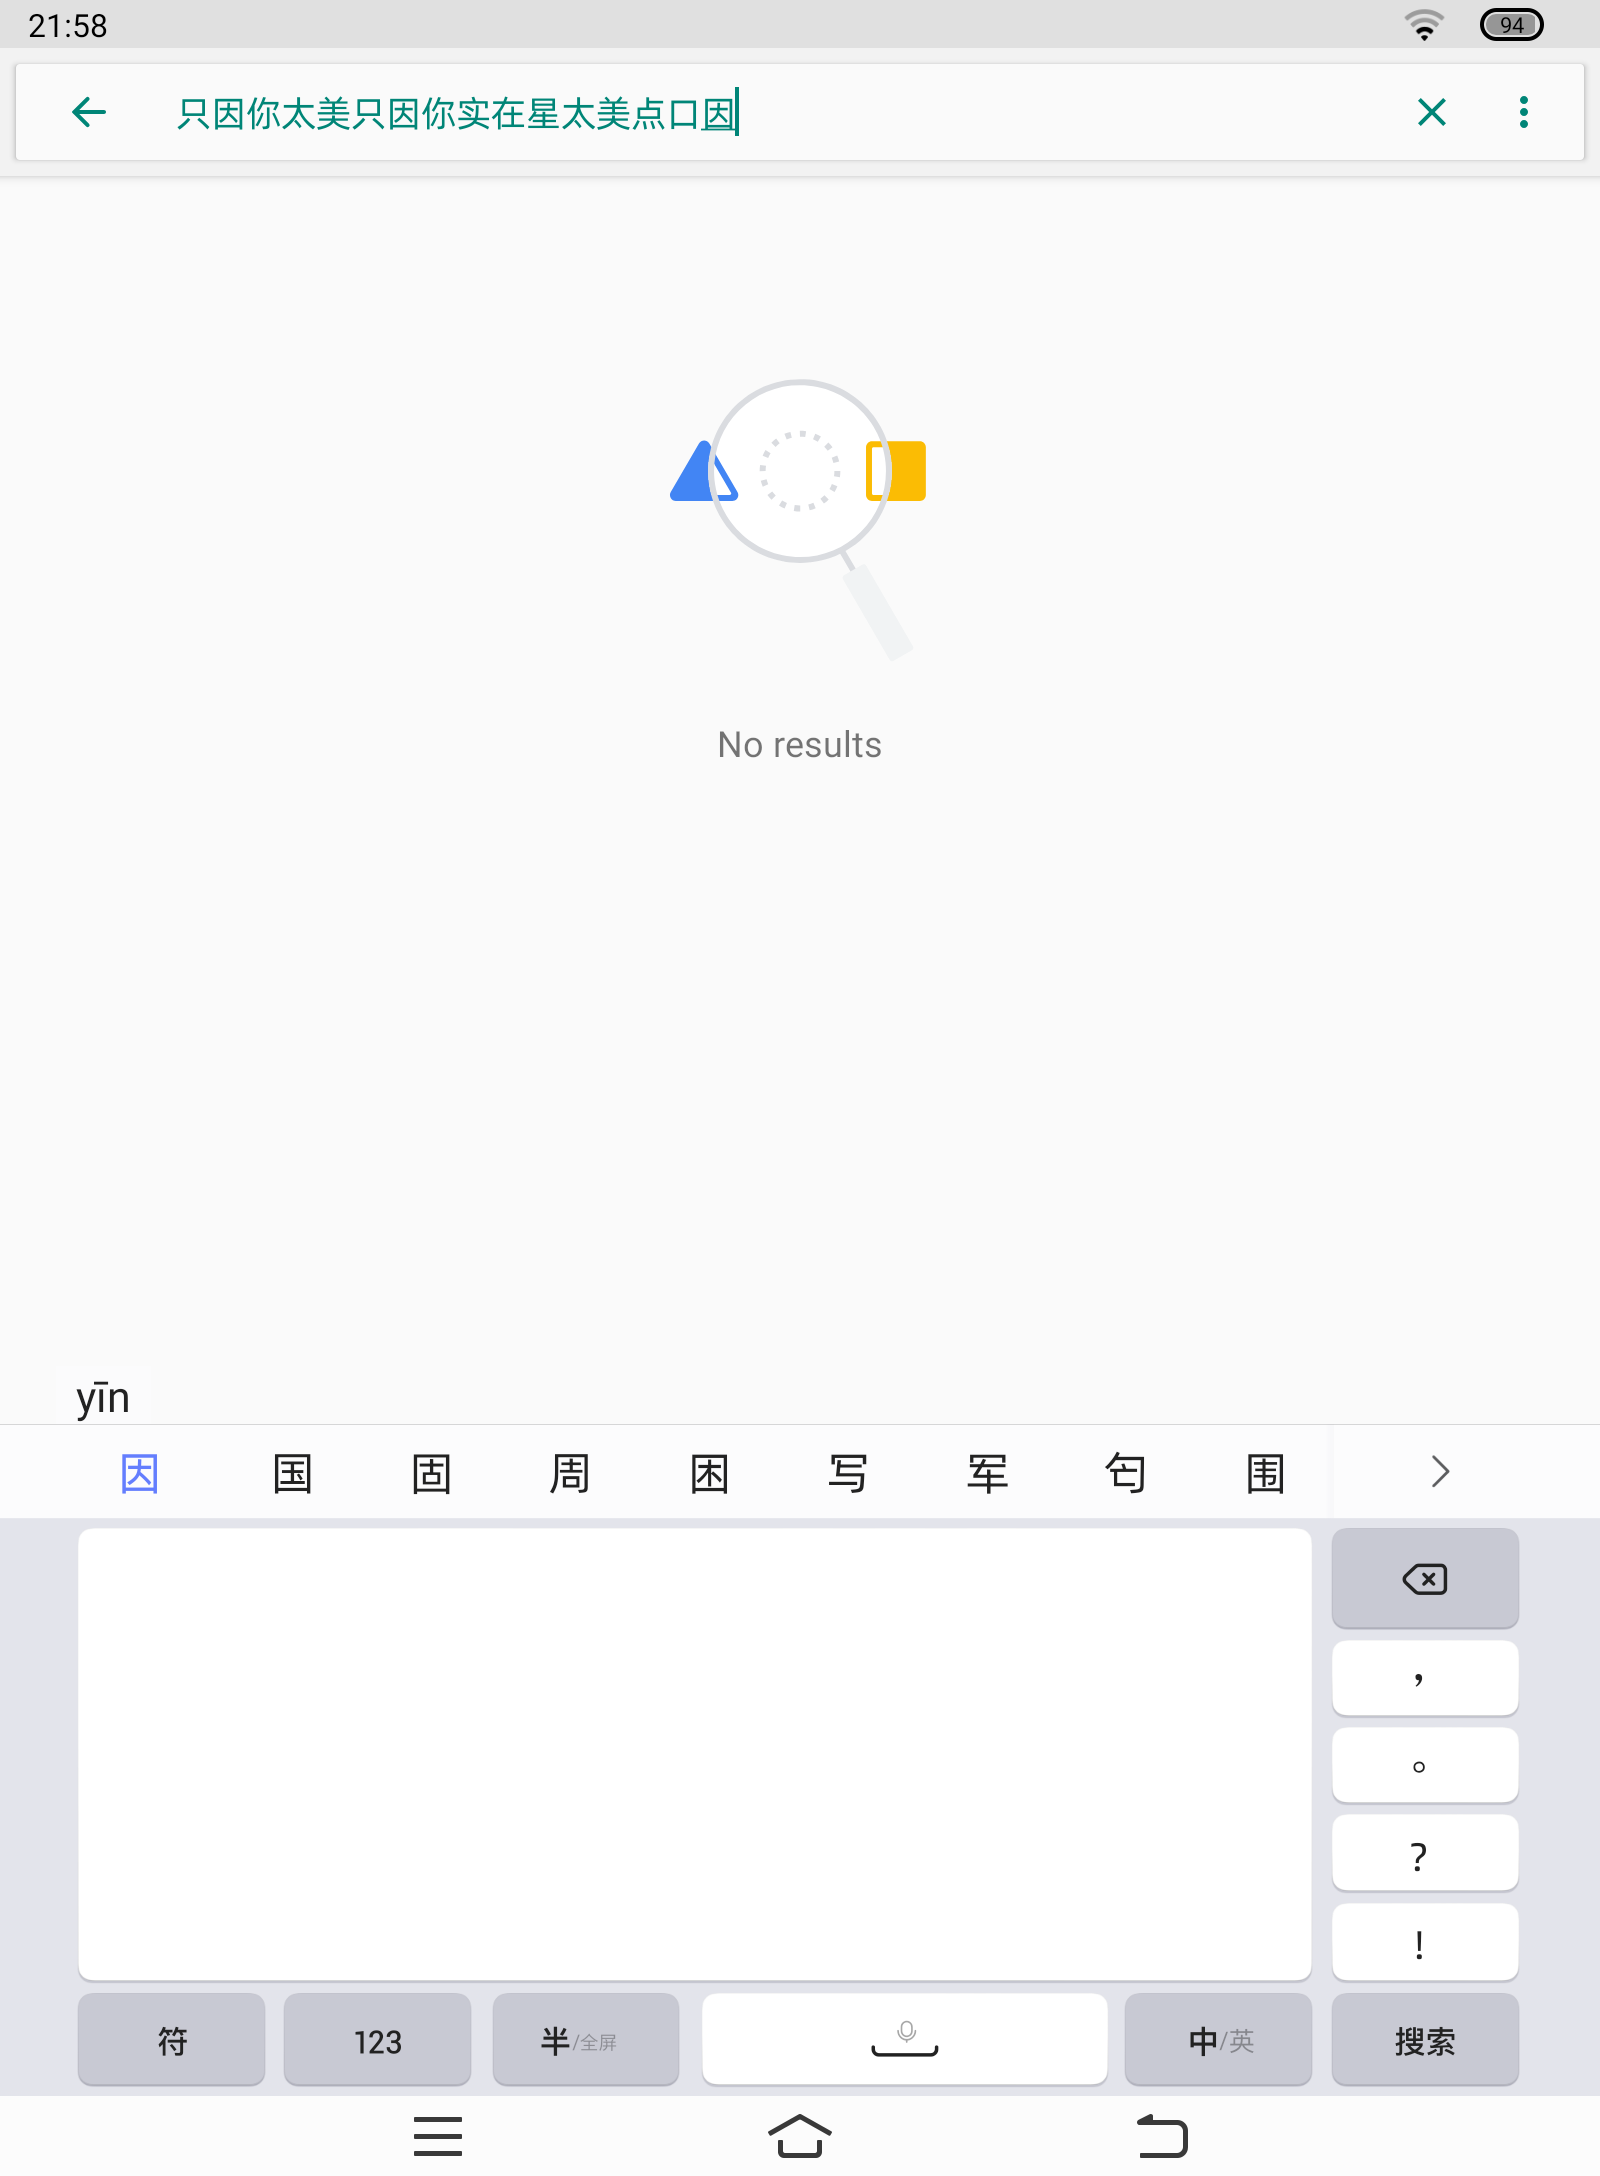 21:58
94
只因你太美只因你实在星太美点口因
No results
yīn
因 国 固 周 困 写 军 匂 围
，
。
?
!
符 123 半/全屏 中/英 搜索